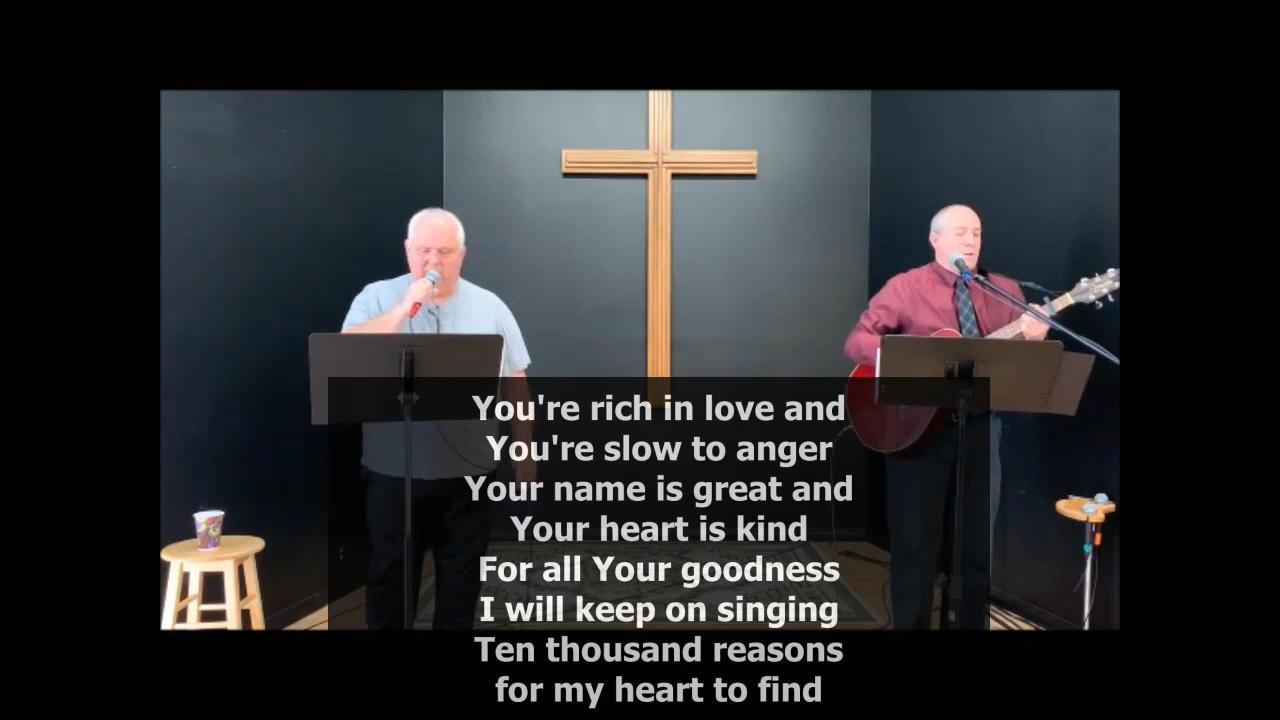 You're rich in love and
You're slow to anger
Your name is great and
Your heart is kind
For all Your goodness
I will keep on singing
Ten thousand reasons
for my heart to find